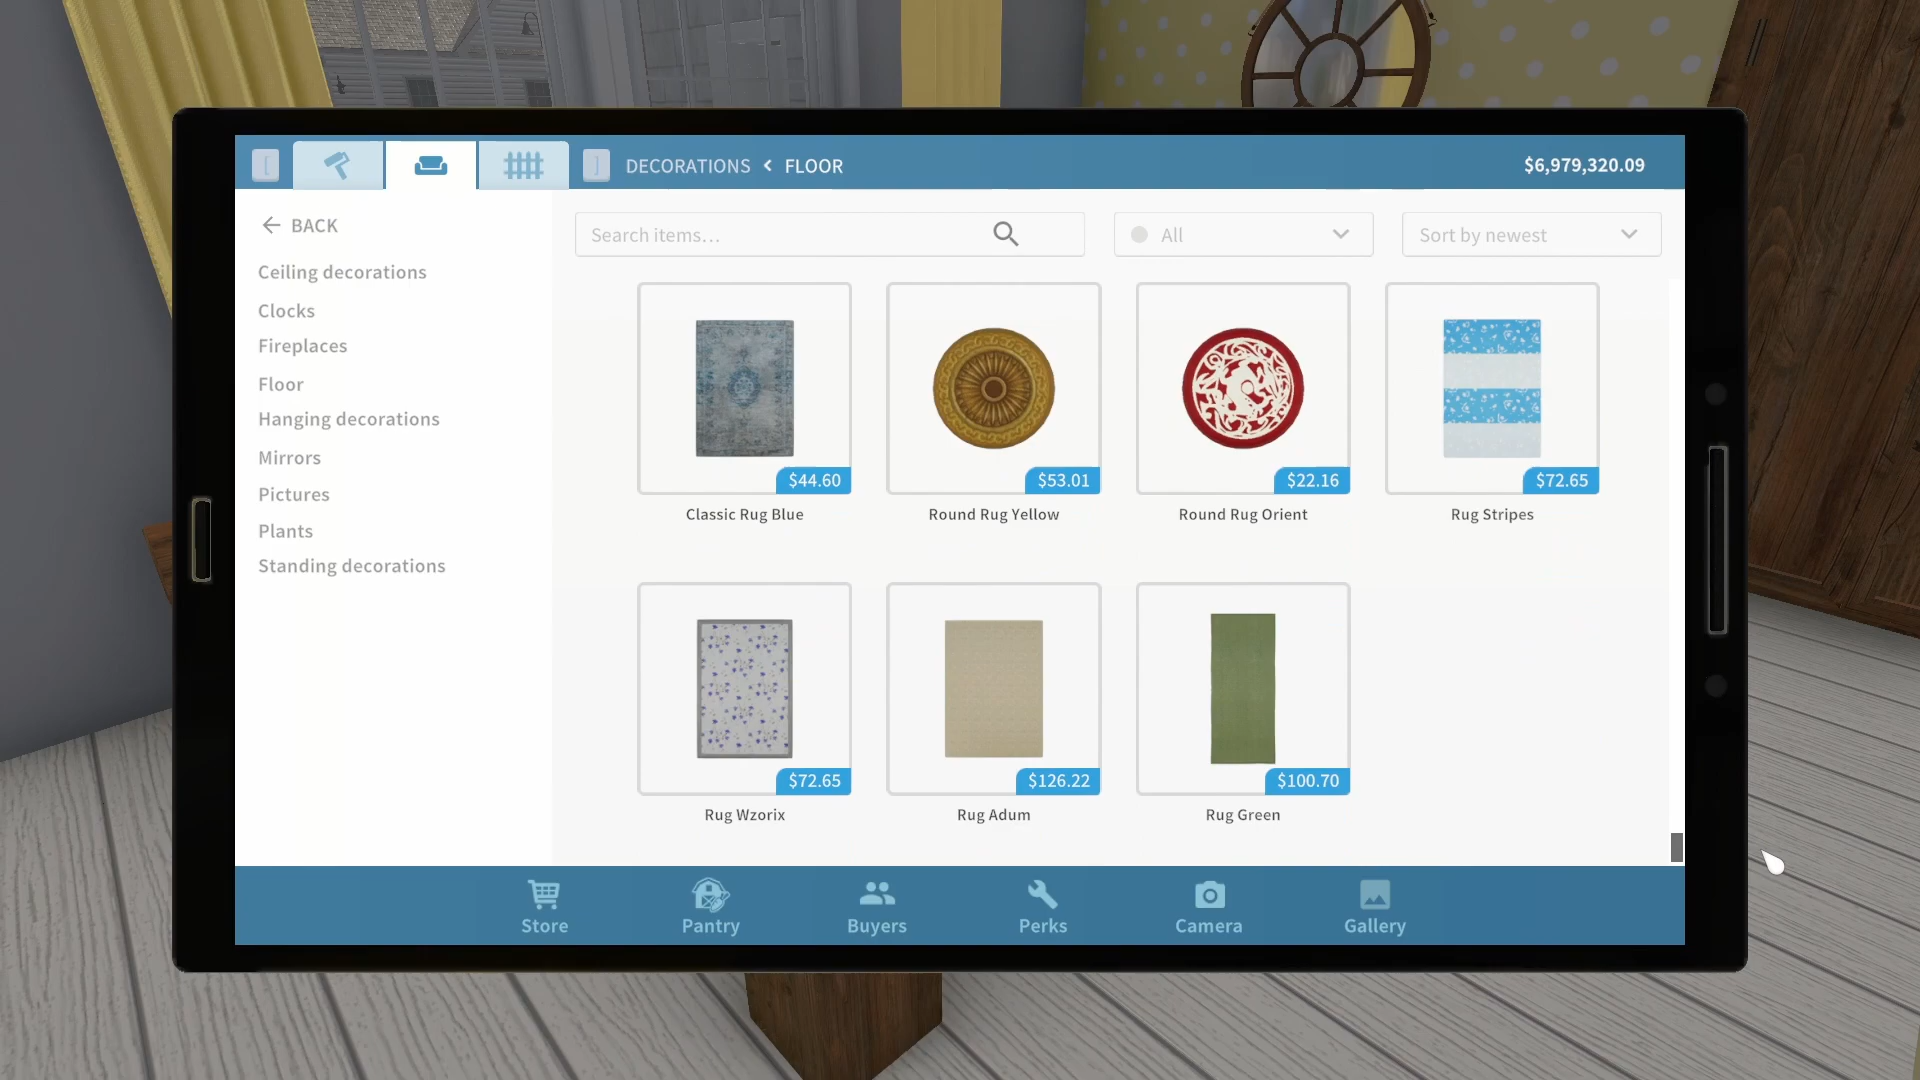 [
]
DECORATIONS < FLOOR
$6,979,320.09
BACK
Ceiling decorations
Clocks
Fireplaces
Floor
Hanging decorations
Mirrors
Pictures
Plants
Standing decorations
Search items...
All
Sort by newest
$44.60
$53.01
$22.16
$72.65
Classic Rug Blue
Round Rug Yellow
Round Rug Orient
Rug Stripes
$72.65
$126.22
$100.70
Rug Wzorix
Rug Adum
Rug Green
Store
Pantry
Buyers
Perks
Camera
Gallery